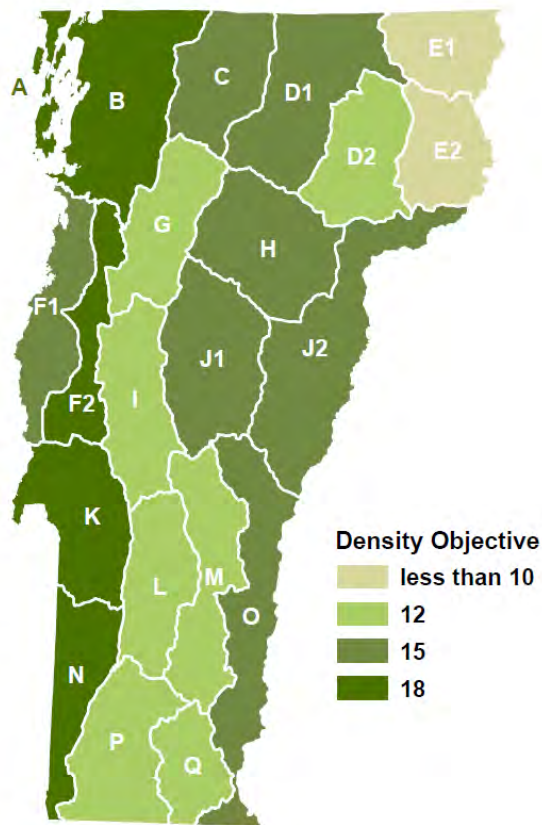 A
B
C
D1
E1
D2
E2
G
H
F1
J1
J2
I
F2
K
L
M
O
N
P
Q
Density Objective
less than 10
12
15
18